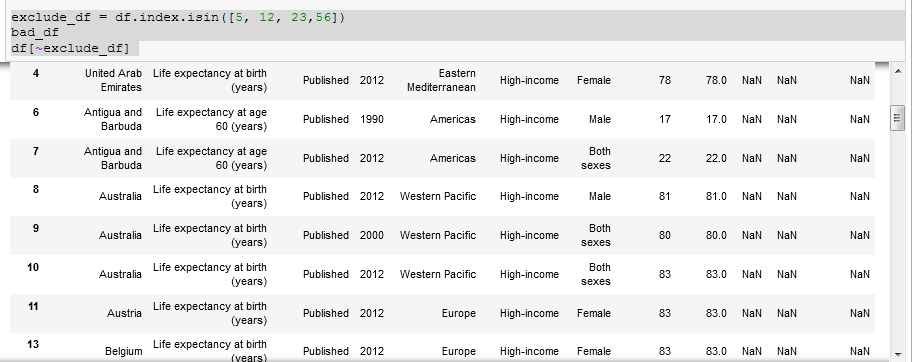 exclude_df = df.index.isin([5, 12, 23,56])
bad_df
df[~exclude_df]
4 United Arab Emirates Life expectancy at birth (years) Published 2012 Eastern Mediterranean High-income Female 78 78.0 NaN NaN NaN
6 Antigua and Barbuda Life expectancy at age 60 (years) Published 1990 Americas High-income Male 17 17.0 NaN NaN NaN
7 Antigua and Barbuda Life expectancy at age 60 (years) Published 2012 Americas High-income Both sexes 22 22.0 NaN NaN NaN
8 Australia Life expectancy at birth (years) Published 2012 Western Pacific High-income Male 81 81.0 NaN NaN NaN
9 Australia Life expectancy at birth (years) Published 2000 Western Pacific High-income Both sexes 80 80.0 NaN NaN NaN
10 Australia Life expectancy at birth (years) Published 2012 Western Pacific High-income Both sexes 83 83.0 NaN NaN NaN
11 Austria Life expectancy at birth (years) Published 2012 Europe High-income Female 83 83.0 NaN NaN NaN
13 Belgium Life expectancy at birth (years) Published 2012 Europe High-income Female 83 83.0 NaN NaN NaN